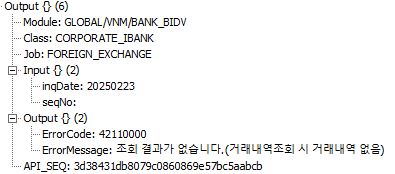 Output {} (6)
Module: GLOBAL/VNM/BANK_BIDV
Class: CORPORATE_IBANK
Job: FOREIGN_EXCHANGE
Input {} (2)
inqDate: 20250223
seqNo:
Output {} (2)
ErrorCode: 42110000
ErrorMessage: 조회 결과가 없습니다.(거래내역조회 시 거래내역 없음)
API_SEQ: 3d38431db8079c0860869e57bc5aabcb